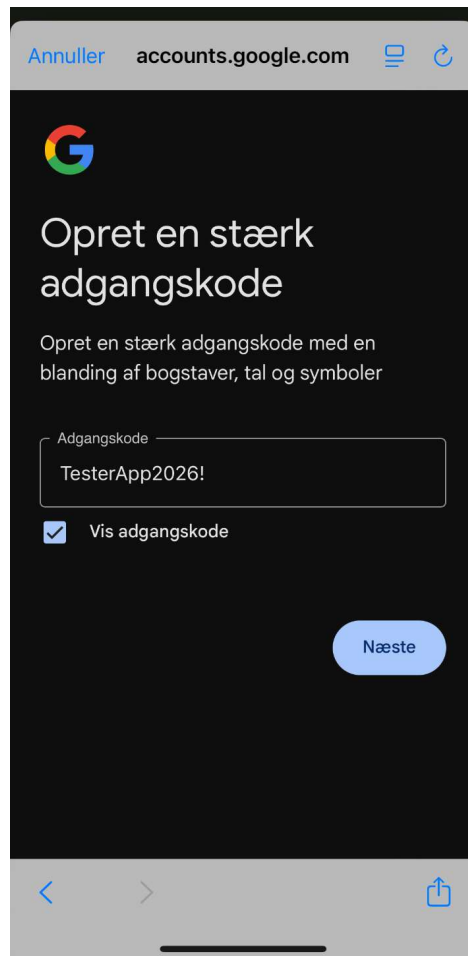 Annuller accounts.google.com
Opret en stærk
adgangskode
Opret en stærk adgangskode med en
blanding af bogstaver, tal og symboler
Adgangskode
TesterApp2026!
Vis adgangskode
Næste